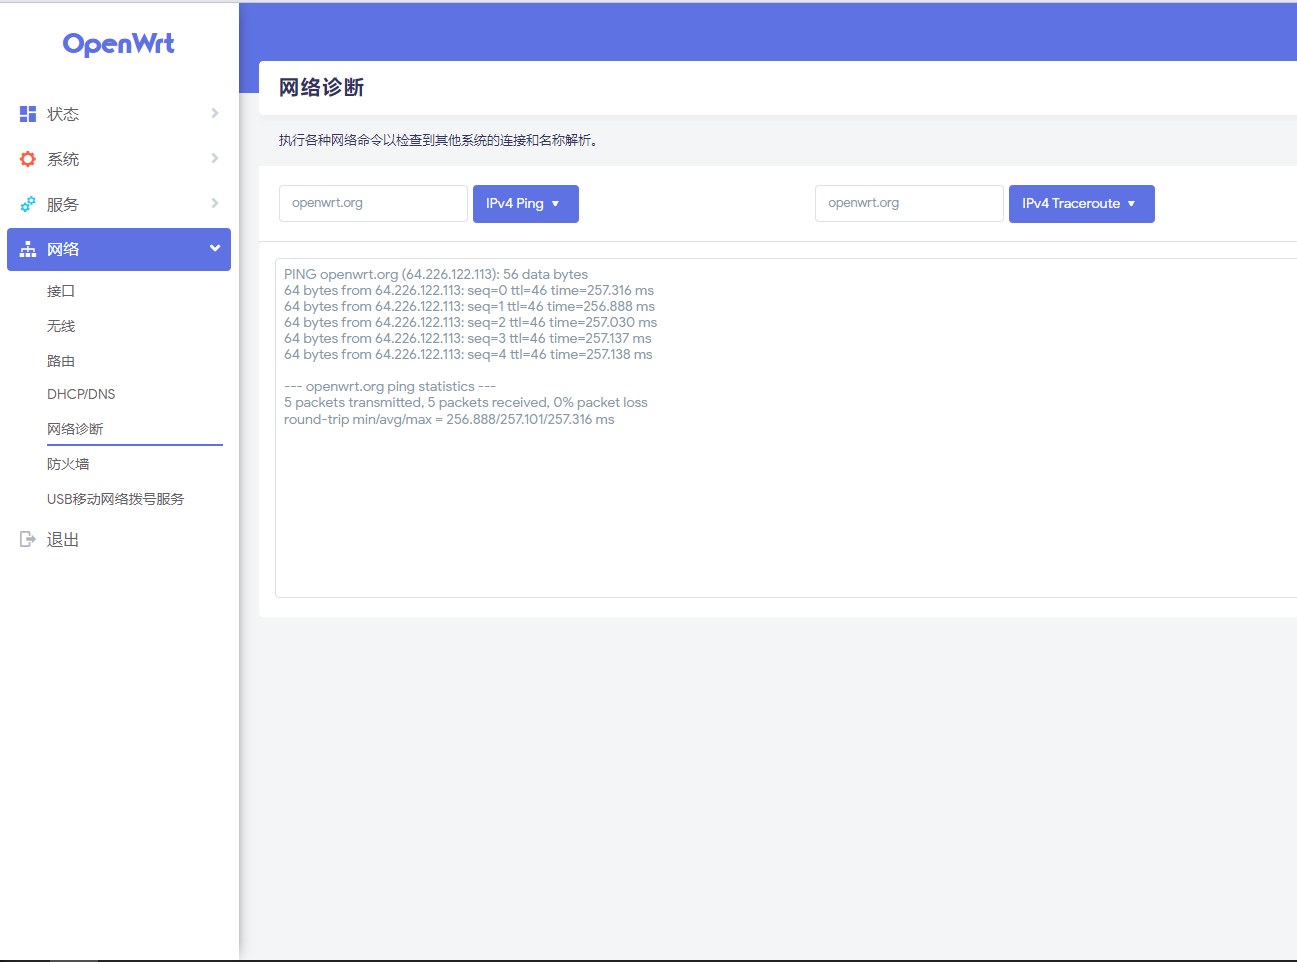 OpenWrt
状态
系统
服务
网络
接口
无线
路由
DHCP/DNS
网络诊断
防火墙
USB移动网络拨号服务
退出
网络诊断
执行各种网络命令以检查到其他系统的连接和名称解析。
openwrt.org IPv4 Ping openwrt.org IPv4 Traceroute
PING openwrt.org (64.226.122.113): 56 data bytes
64 bytes from 64.226.122.113: seq=0 ttl=46 time=257.316 ms
64 bytes from 64.226.122.113: seq=1 ttl=46 time=256.888 ms
64 bytes from 64.226.122.113: seq=2 ttl=46 time=257.030 ms
64 bytes from 64.226.122.113: seq=3 ttl=46 time=257.137 ms
64 bytes from 64.226.122.113: seq=4 ttl=46 time=257.138 ms
--- openwrt.org ping statistics ---
5 packets transmitted, 5 packets received, 0% packet loss
round-trip min/avg/max = 256.888/257.101/257.316 ms